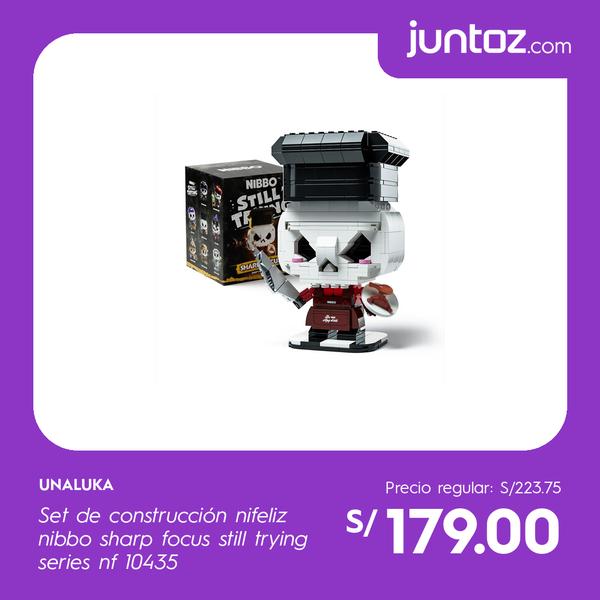 juntoz.com
NIBBO
STILL
SHARP
UNALUKA
Set de construcción nifeliz
nibbo sharp focus still trying
series nf 10435
Precio regular: S/223.75
S/179.00